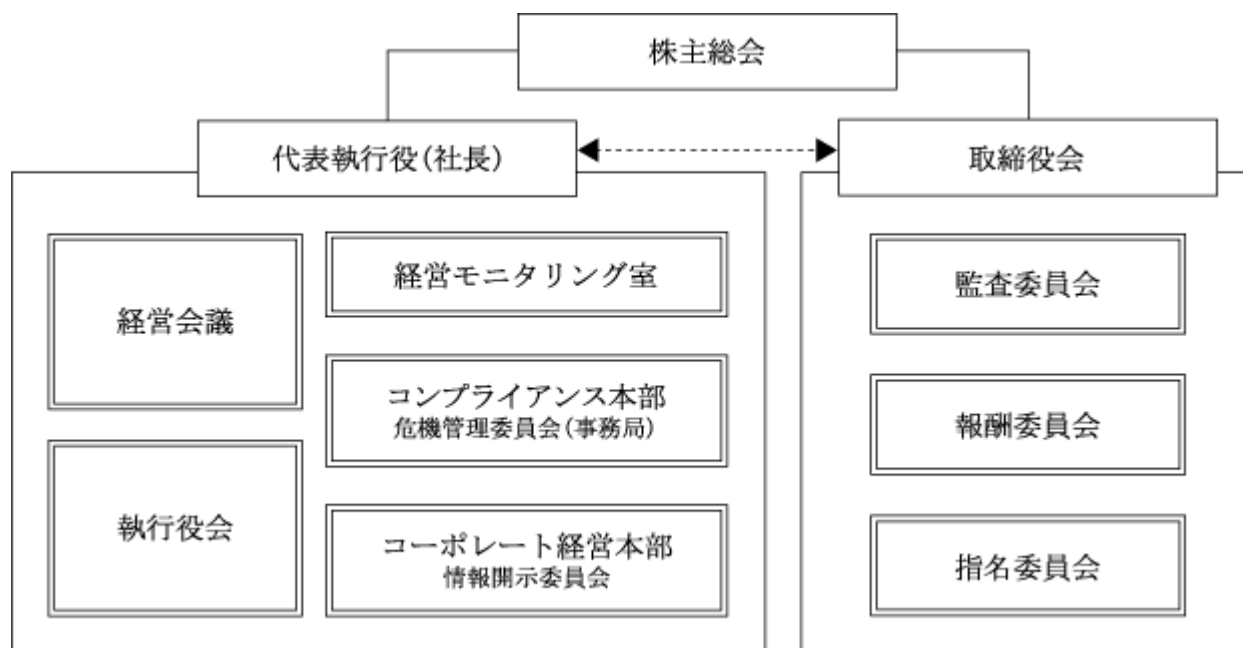 株主総会
代表執行役(社長)
取締役会
経営会議
執行役会
経営モニタリング室
コンプライアンス本部
危機管理委員会(事務局)
コーポレート経営本部
情報開示委員会
監査委員会
報酬委員会
指名委員会